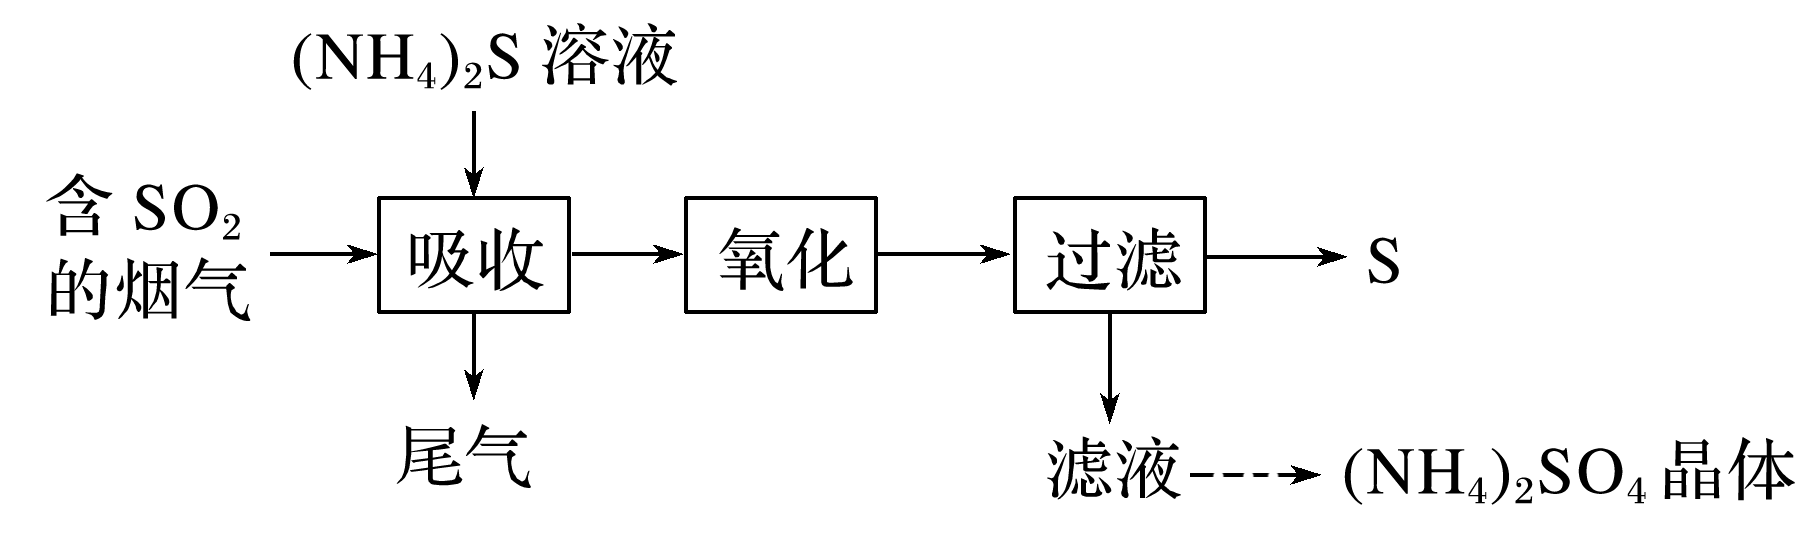 (NH₄)₂S 溶液
含 SO₂
的烟气
吸收
氧化
过滤
S
尾气
滤液
(NH₄)₂SO₄ 晶体